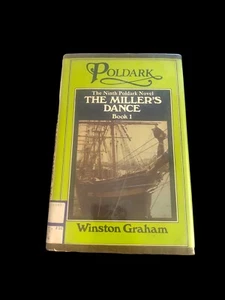 POLDARK
The Ninth Poldark Novel
THE MILLER'S
DANCE
Book 1
Winston Graham